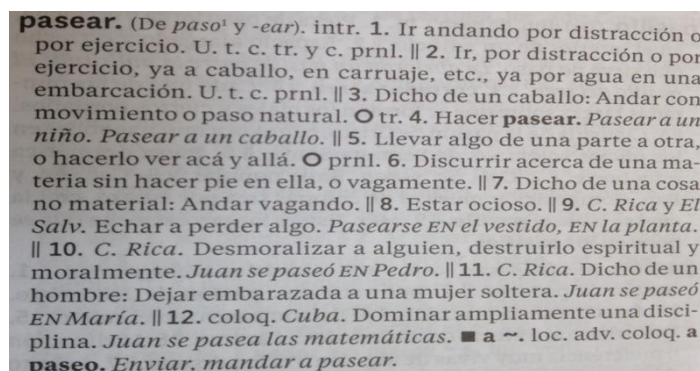 pasear. (De paso¹ y -ear). intr. 1. Ir andando por distracción o
por ejercicio. U. t. c. tr. y c. prnl. || 2. Ir, por distracción o por
ejercicio, ya a caballo, en carruaje, etc., ya por agua en una
embarcación. U. t. c. prnl. || 3. Dicho de un caballo: Andar con
movimiento o paso natural. O tr. 4. Hacer pasear. Pasear a un
niño. Pasear a un caballo. || 5. Llevar algo de una parte a otra,
o hacerlo ver acá y allá. O prnl. 6. Discurrir acerca de una ma-
teria sin hacer pie en ella, o vagamente. || 7. Dicho de una cosa
no material: Andar vagando. || 8. Estar ocioso. || 9. C. Rica y El
Salv. Echar a perder algo. Pasearse EN el vestido, EN la planta.
|| 10. C. Rica. Desmoralizar a alguien, destruirlo espiritual y
moralmente. Juan se paseó EN Pedro. || 11. C. Rica. Dicho de un
hombre: Dejar embarazada a una mujer soltera. Juan se paseó
EN María. || 12. coloq. Cuba. Dominar ampliamente una disci-
plina. Juan se pasea las matemáticas. ■ a ~. loc. adv. coloq. a
paseo. Enviar, mandar a pasear.